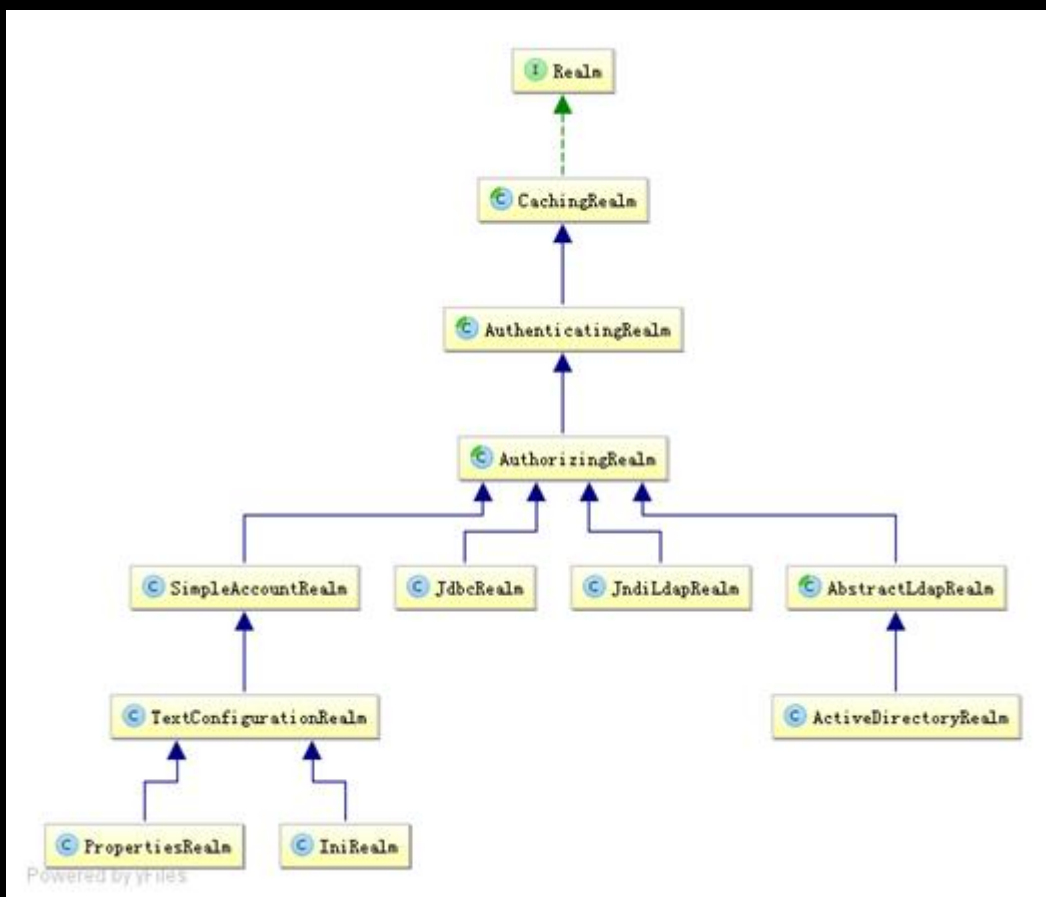 I Realm
C CachingRealm
C AuthenticatingRealm
C AuthorizingRealm
C SimpleAccountRealm
C JdbcRealm
C JndiLdapRealm
C AbstractLdapRealm
C TextConfigurationRealm
C ActiveDirectoryRealm
C PropertiesRealm
C IniRealm
Powered by yFiles